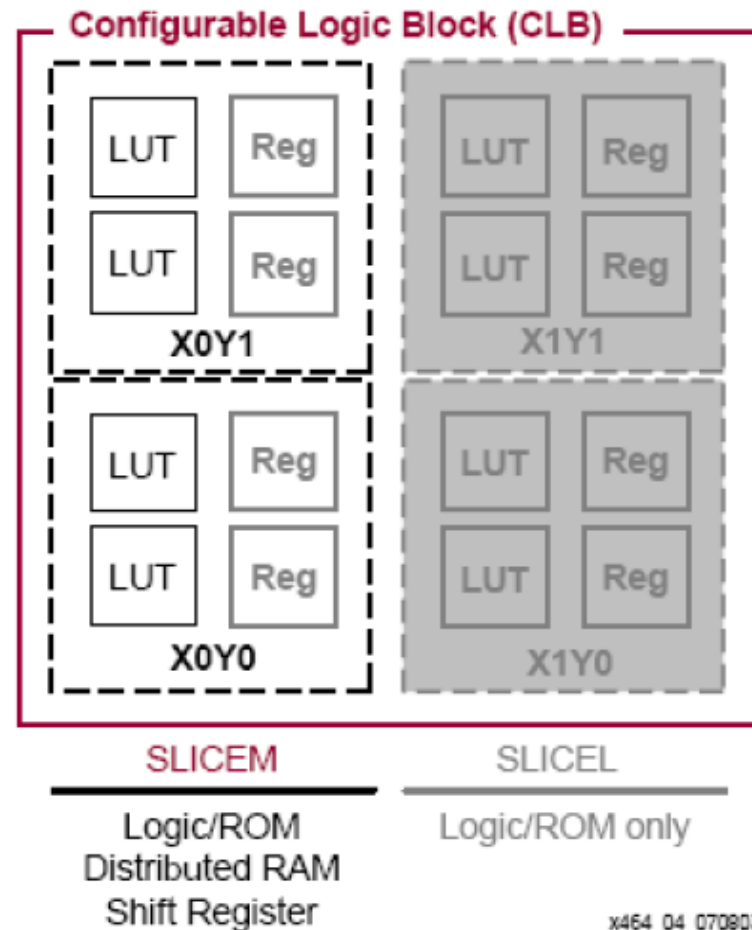 Configurable Logic Block (CLB)
LUT Reg LUT Reg
LUT Reg LUT Reg
X0Y1 X1Y1
LUT Reg LUT Reg
LUT Reg LUT Reg
X0Y0 X1Y0
SLICEM SLICEL
Logic/ROM Logic/ROM only
Distributed RAM
Shift Register